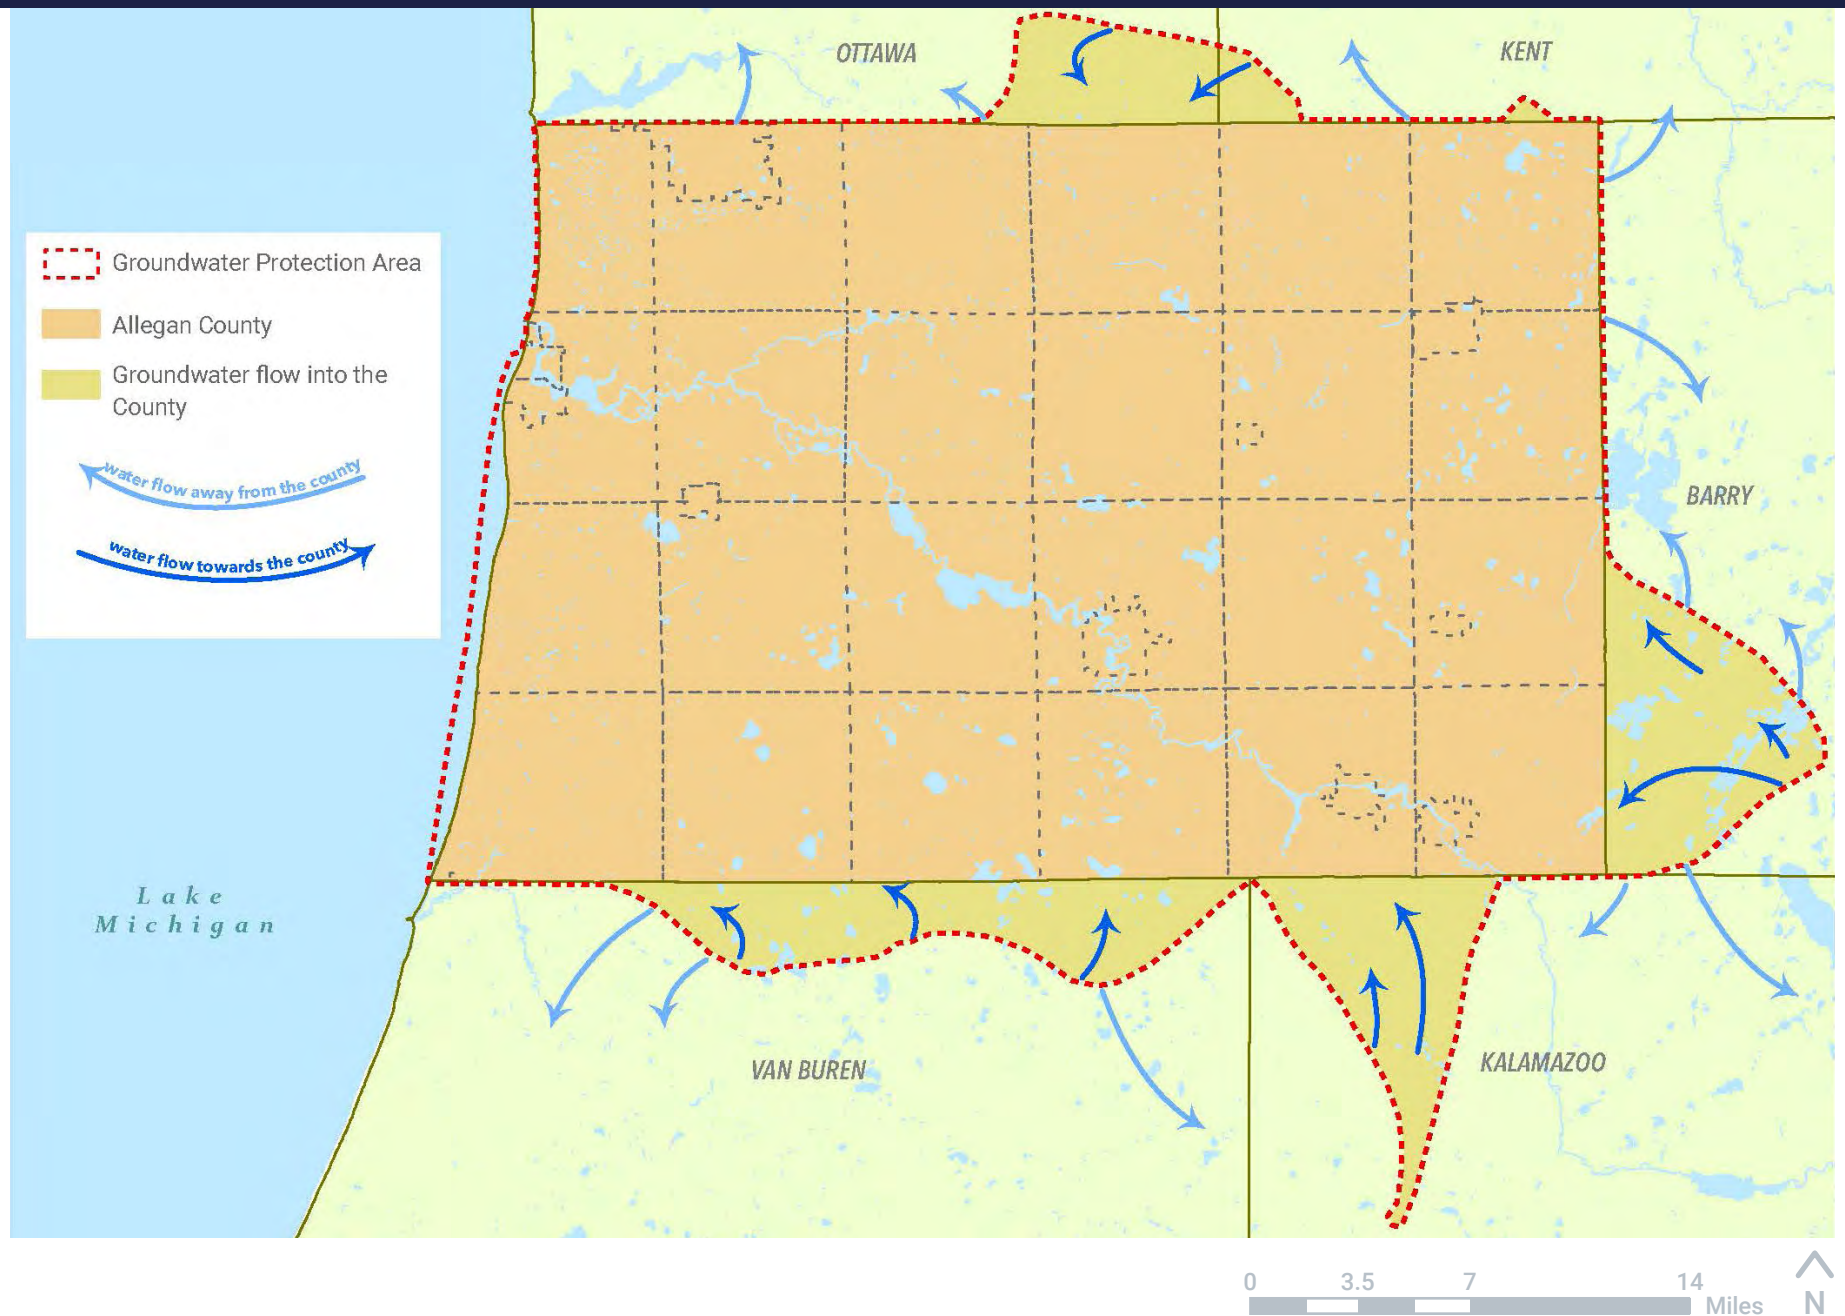 OTTAWA
KENT
Groundwater Protection Area
Allegan County
Groundwater flow into the
County
water flow away from the county
water flow towards the county
BARRY
Lake
Michigan
VAN BUREN
KALAMAZOO
0 3.5 7 14
Miles N